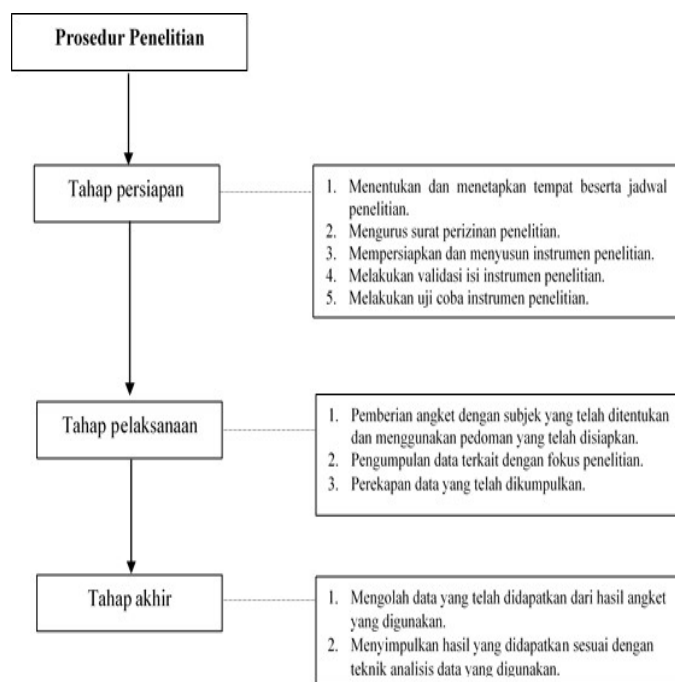 Prosedur Penelitian
Tahap persiapan
1. Menentukan dan menetapkan tempat beserta jadwal
penelitian.
2. Mengurus surat perizinan penelitian.
3. Mempersiapkan dan menyusun instrumen penelitian.
4. Melakukan validasi isi instrumen penelitian.
5. Melakukan uji coba instrumen penelitian.
Tahap pelaksanaan
1. Pemberian angket dengan subjek yang telah ditentukan
dan menggunakan pedoman yang telah disiapkan.
2. Pengumpulan data terkait dengan fokus penelitian.
3. Perekapan data yang telah dikumpulkan.
Tahap akhir
1. Mengolah data yang telah didapatkan dari hasil angket
yang digunakan.
2. Menyimpulkan hasil yang didapatkan sesuai dengan
teknik analisis data yang digunakan.